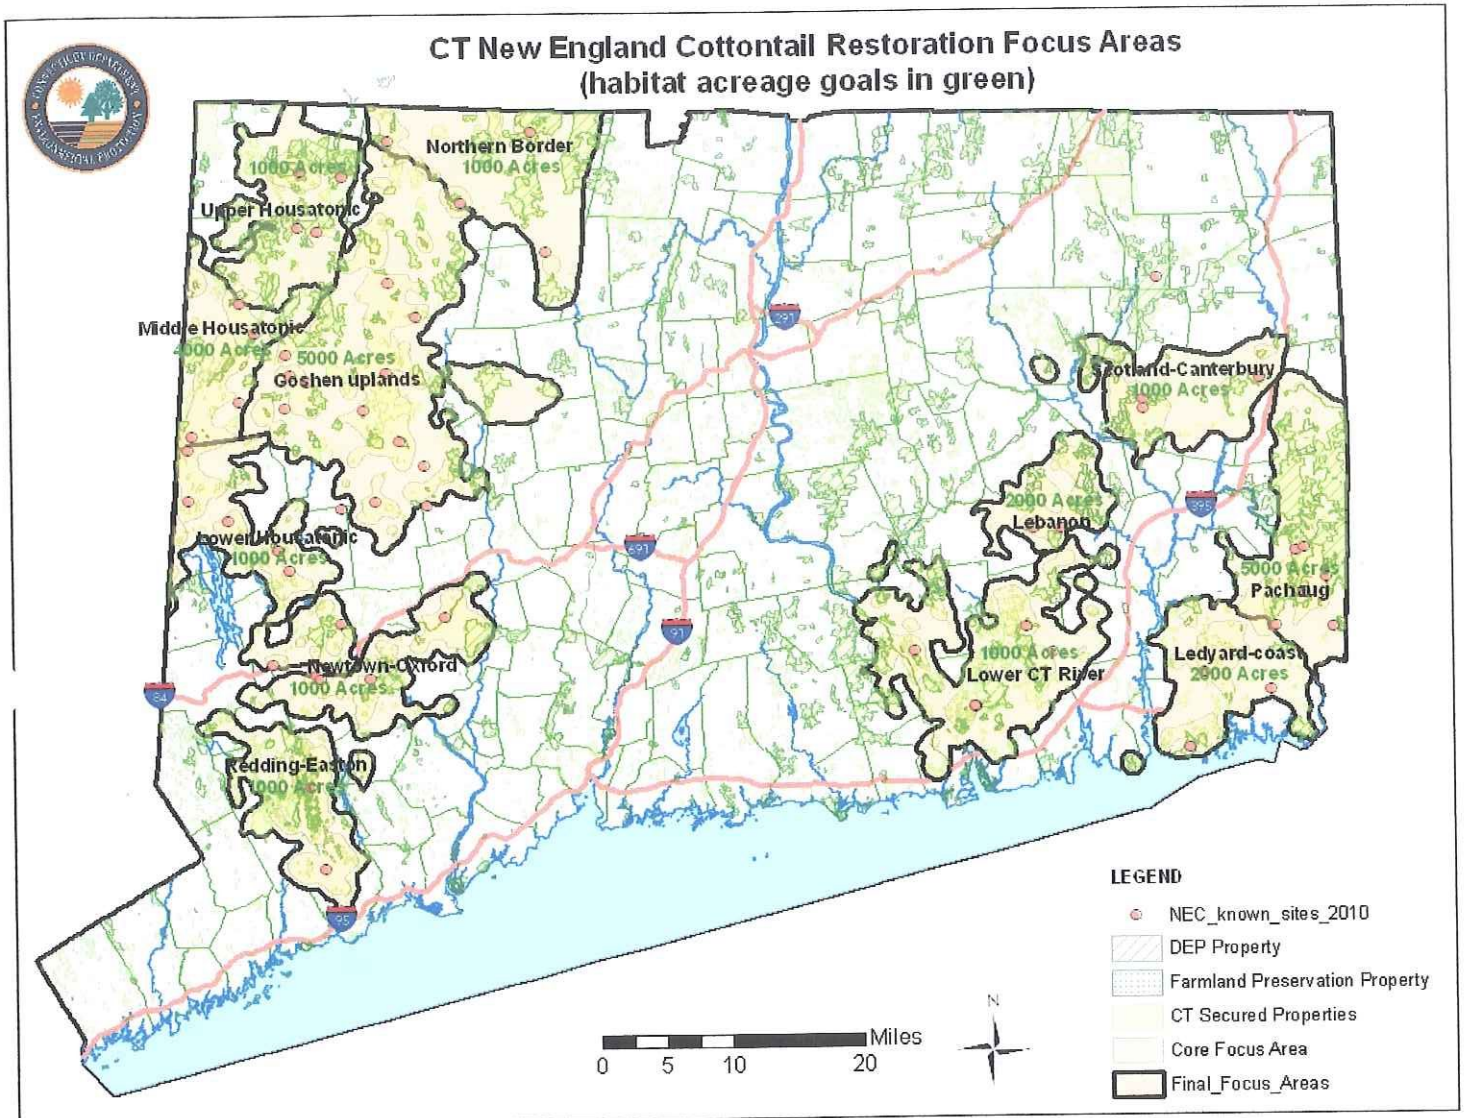 CT New England Cottontail Restoration Focus Areas
(habitat acreage goals in green)
Northern Border
1000 Acres
1000 Acres
Upper Housatonic
Middle Housatonic
4000 Acres
5000 Acres
Goshen uplands
291
Scotland-Canterbury
1000 Acres
2000 Acres
Lebanon
395
Lower Housatonic
1000 Acres
691
5000 Acres
Pachaug
91
Newtown-Oxford
1000 Acres
1000 Acres
Lower CT River
Ledyard-coast
2000 Acres
84
Redding-Easton
1000 Acres
95
LEGEND
NEC_known_sites_2010
DEP Property
Farmland Preservation Property
CT Secured Properties
Core Focus Area
Final_Focus_Areas
N
Miles
0 5 10 20